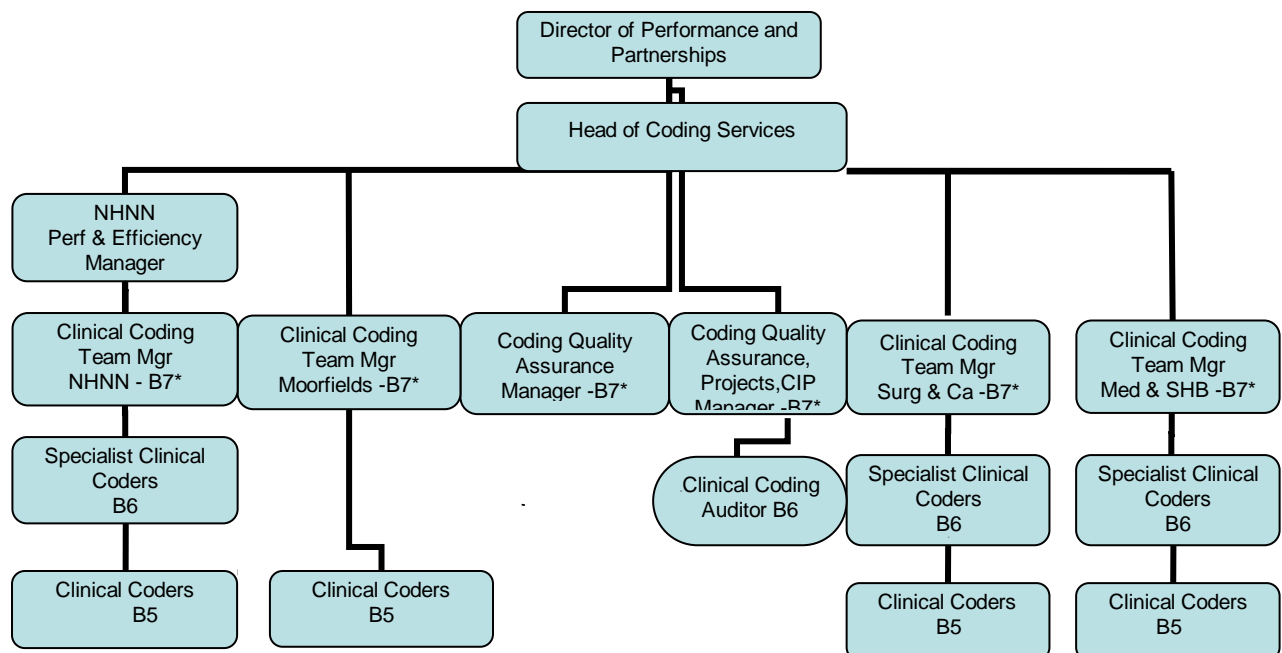 Director of Performance and
Partnerships
Head of Coding Services
NHNN
Perf & Efficiency
Manager
Clinical Coding
Team Mgr
NHNN - B7*
Clinical Coding
Team Mgr
Moorfields -B7*
Coding Quality
Assurance
Manager -B7*
Coding Quality
Assurance,
Projects,CIP
Manager -B7*
Clinical Coding
Team Mgr
Surg & Ca -B7*
Clinical Coding
Team Mgr
Med & SHB -B7*
Specialist Clinical
Coders
B6
Clinical Coding
Auditor B6
Specialist Clinical
Coders
B6
Specialist Clinical
Coders
B6
Clinical Coders
B5
Clinical Coders
B5
Clinical Coders
B5
Clinical Coders
B5